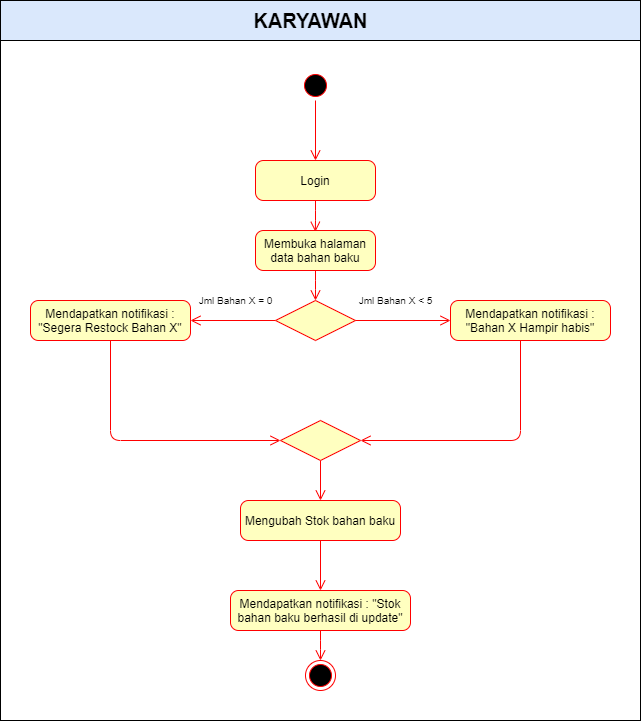 KARYAWAN
Login
Membuka halaman
data bahan baku
Jml Bahan X = 0
Jml Bahan X < 5
Mendapatkan notifikasi :
"Segera Restock Bahan X"
Mendapatkan notifikasi :
"Bahan X Hampir habis"
Mengubah Stok bahan baku
Mendapatkan notifikasi : "Stok
bahan baku berhasil di update"